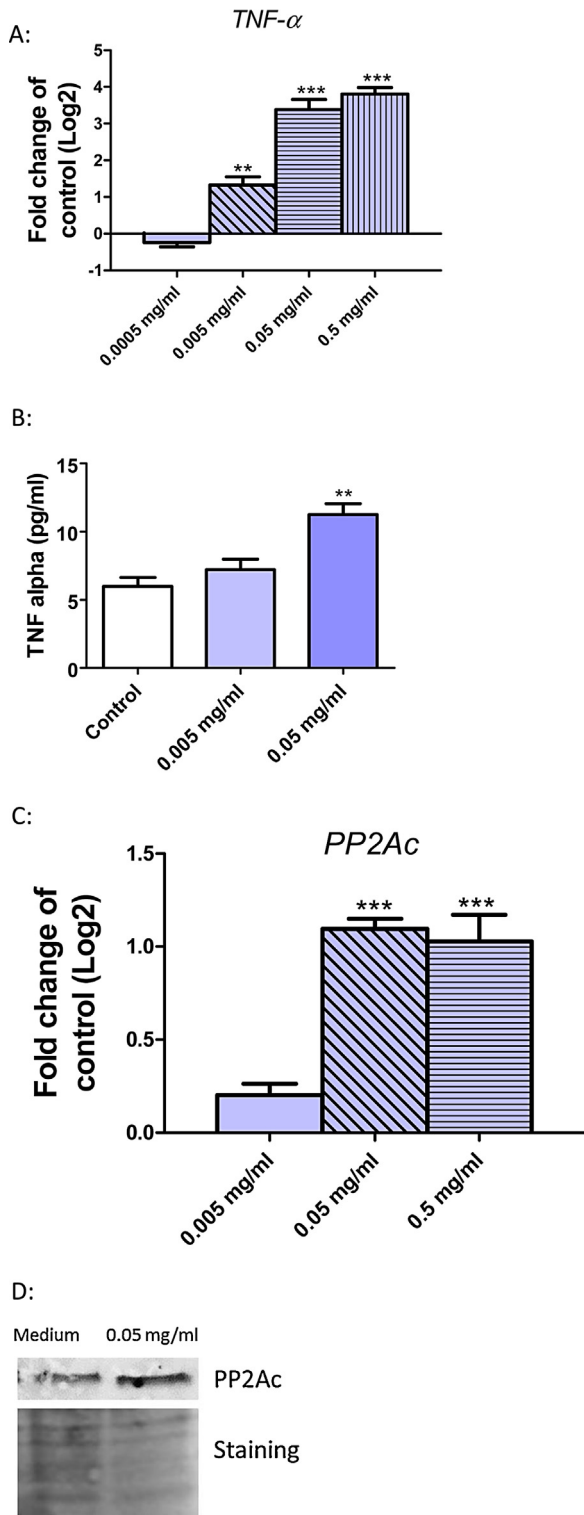 A:
TNF-α
Fold change of
control (Log2)
5
4
3
2
1
0
-1
**
***
***
0.0005 mg/ml
0.005 mg/ml
0.05 mg/ml
0.5 mg/ml
B:
TNF alpha (pg/ml)
15
10
5
0
**
Control
0.005 mg/ml
0.05 mg/ml
C:
PP2Ac
Fold change of
control (Log2)
1.5
1.0
0.5
0.0
***
***
0.005 mg/ml
0.05 mg/ml
0.5 mg/ml
D:
Medium 0.05 mg/ml
PP2Ac
Staining